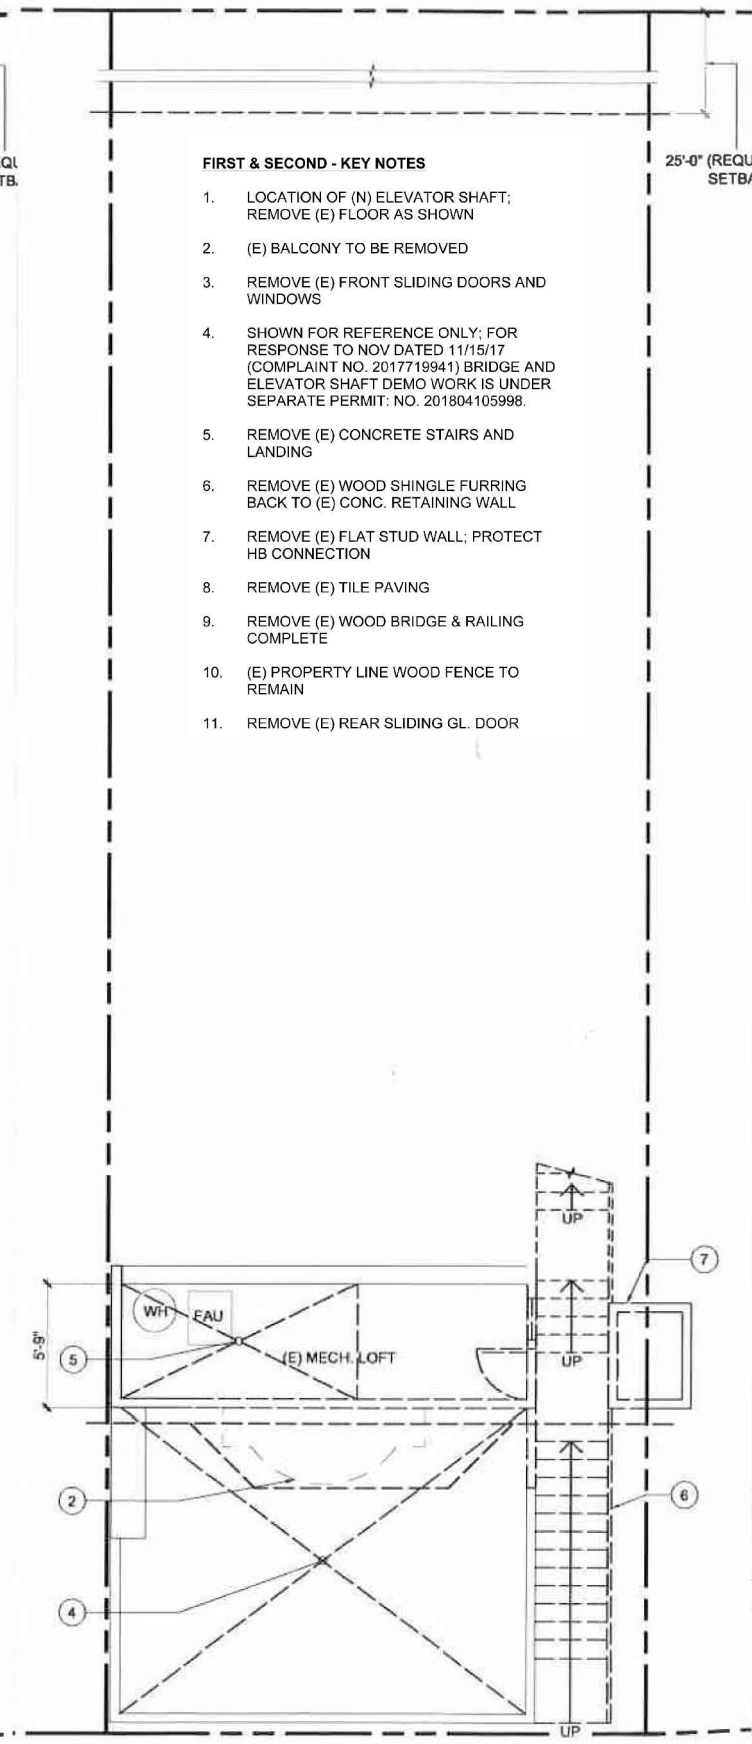 FIRST & SECOND - KEY NOTES
1. LOCATION OF (N) ELEVATOR SHAFT;
REMOVE (E) FLOOR AS SHOWN
2. (E) BALCONY TO BE REMOVED
3. REMOVE (E) FRONT SLIDING DOORS AND
WINDOWS
4. SHOWN FOR REFERENCE ONLY; FOR
RESPONSE TO NOV DATED 11/15/17
(COMPLAINT NO. 2017719941) BRIDGE AND
ELEVATOR SHAFT DEMO WORK IS UNDER
SEPARATE PERMIT: NO. 201804105998.
5. REMOVE (E) CONCRETE STAIRS AND
LANDING
6. REMOVE (E) WOOD SHINGLE FURRING
BACK TO (E) CONC. RETAINING WALL
7. REMOVE (E) FLAT STUD WALL; PROTECT
HB CONNECTION
8. REMOVE (E) TILE PAVING
9. REMOVE (E) WOOD BRIDGE & RAILING
COMPLETE
10. (E) PROPERTY LINE WOOD FENCE TO
REMAIN
11. REMOVE (E) REAR SLIDING GL. DOOR
25'-0" (REQU
SETBA
UP
7
WH
FAU
5'-9"
5
(E) MECH. LOFT
UP
2
6
4
UP